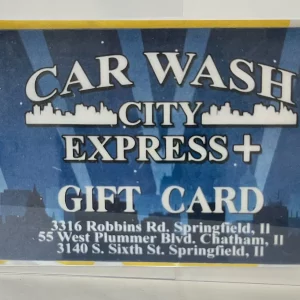 CAR WASH
CITY
EXPRESS+
GIFT CARD
3316 Robbins Rd. Springfield, Il
55 West Plummer Blvd. Chatham, Il
3140 S. Sixth St. Springfield, Il